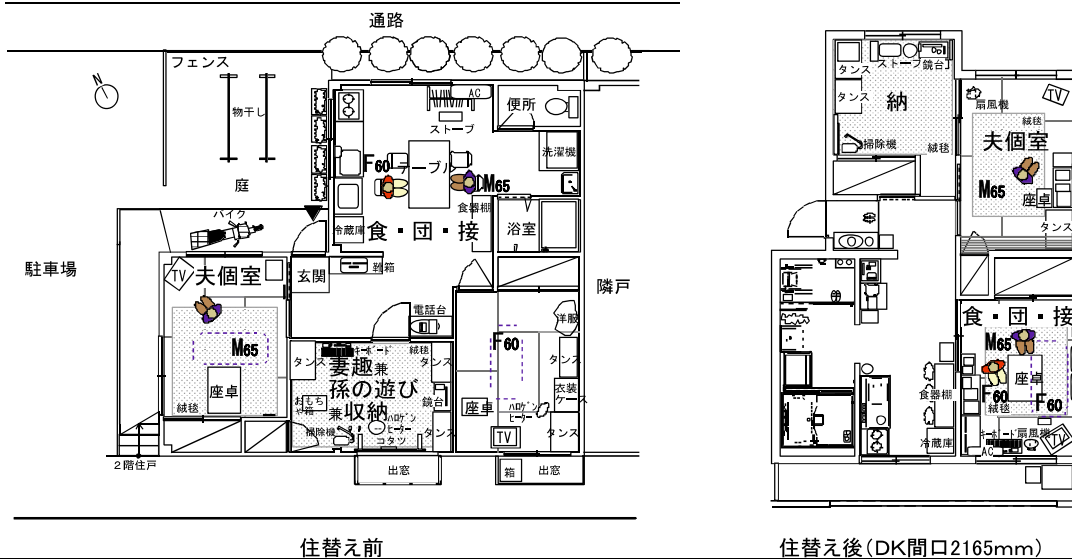 通路
フェンス
N
物干し
庭
AC
ストーブ
便所
洗濯機
F60
テーブル
M65
食器棚
冷蔵庫
食・団・接
浴室
バイク
駐車場
TV
夫個室
玄関
靴箱
隣戸
電話台
洋服
M65
座卓
絨毯
キーボード
絨毯
タンス
妻趣兼
タンス
孫の遊び
おもちゃ箱
兼収納
鏡台
ハロゲンヒーター
掃除機
コタツ
タンス
F60
タンス
衣装ケース
座卓
ハロゲンヒーター
TV
タンス
2階住戸
出窓
箱
出窓
住替え前
タンス
ストーブ
鏡台
タンス
納
掃除機
絨毯
扇風機
TV
絨毯
夫個室
M65
座卓
タンス
食・団・接
M65
座卓
F60
絨毯
F60
食器棚
冷蔵庫
キーボード
扇風機
TV
AC
住替え後(DK間口2165mm)